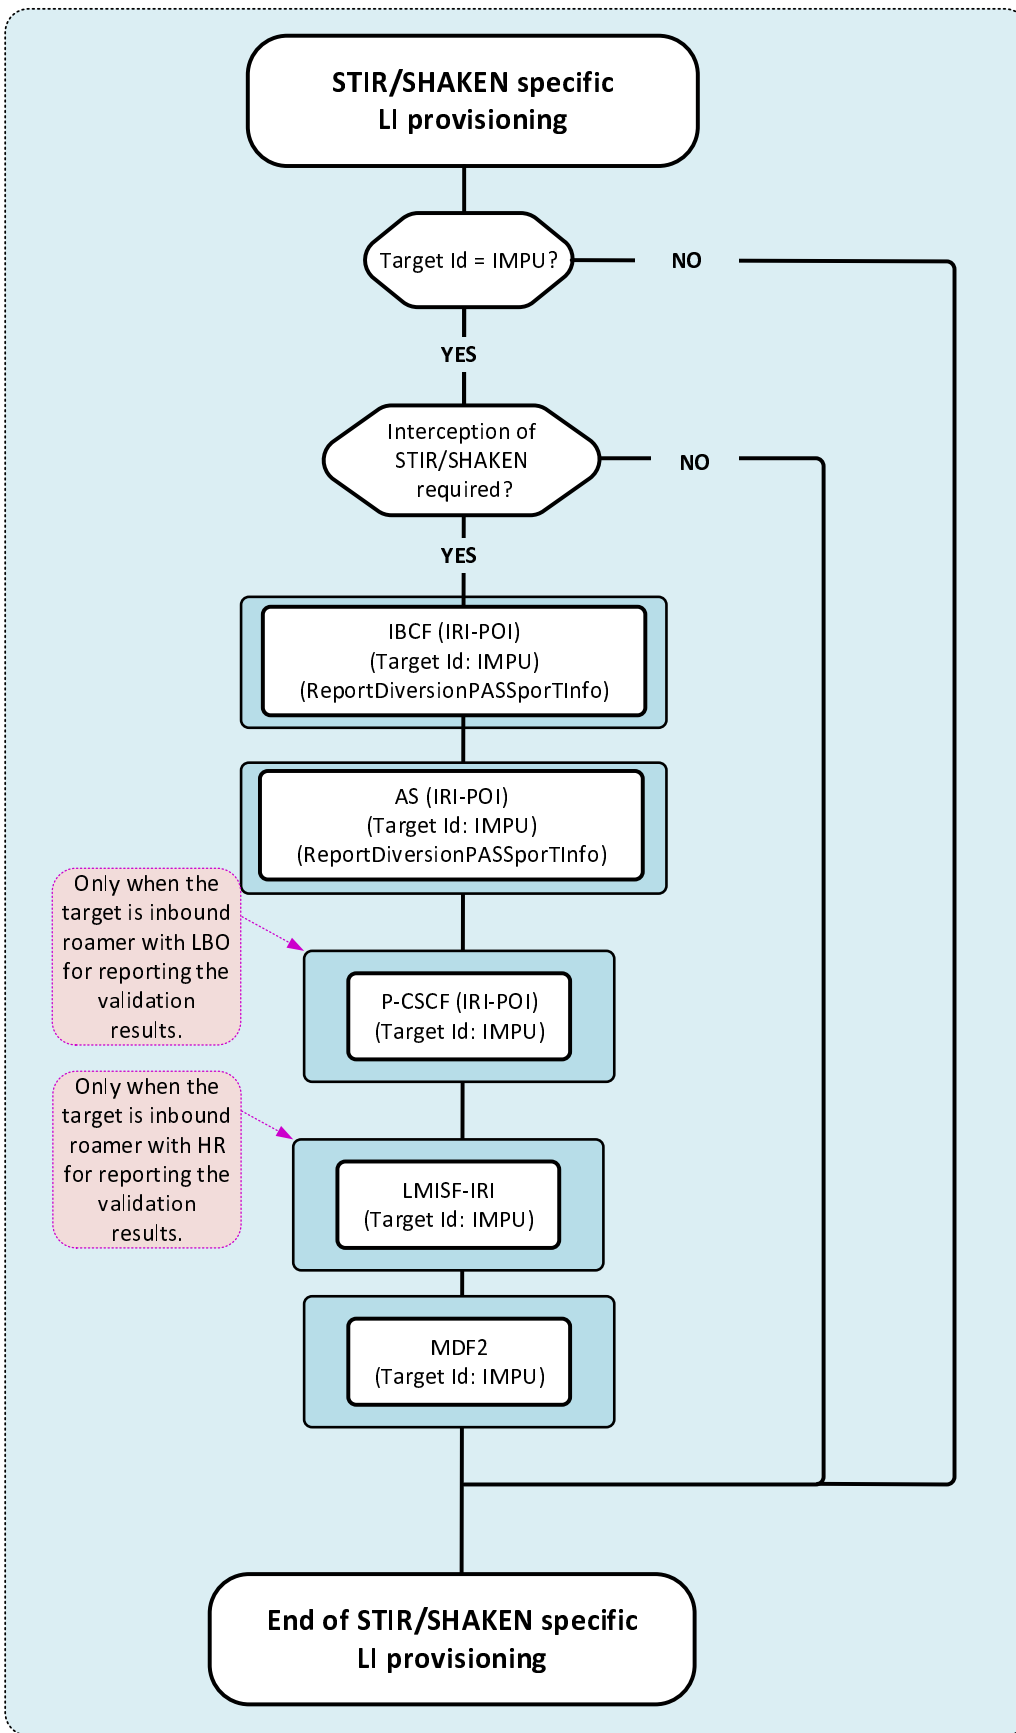 STIR/SHAKEN specific
LI provisioning
Target Id = IMPU?
NO
YES
Interception of
STIR/SHAKEN
required?
NO
YES
IBCF (IRI-POI)
(Target Id: IMPU)
(ReportDiversionPASSporTInfo)
AS (IRI-POI)
(Target Id: IMPU)
(ReportDiversionPASSporTInfo)
Only when the
target is inbound
roamer with LBO
for reporting the
validation
results.
P-CSCF (IRI-POI)
(Target Id: IMPU)
Only when the
target is inbound
roamer with HR
for reporting the
validation
results.
LMISF-IRI
(Target Id: IMPU)
MDF2
(Target Id: IMPU)
End of STIR/SHAKEN specific
LI provisioning